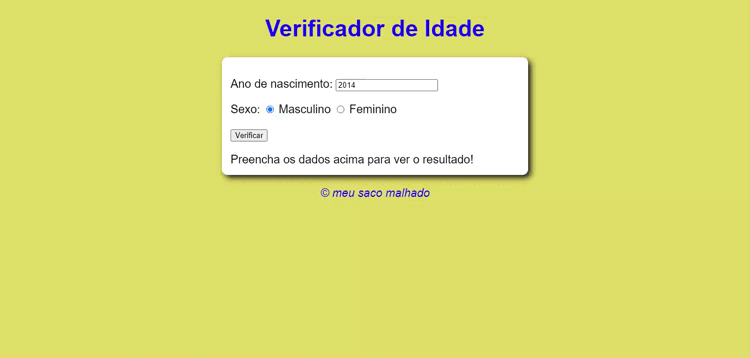 Verificador de Idade
Ano de nascimento: 2014
Sexo: Masculino Feminino
Verificar
Preencha os dados acima para ver o resultado!
© meu saco malhado